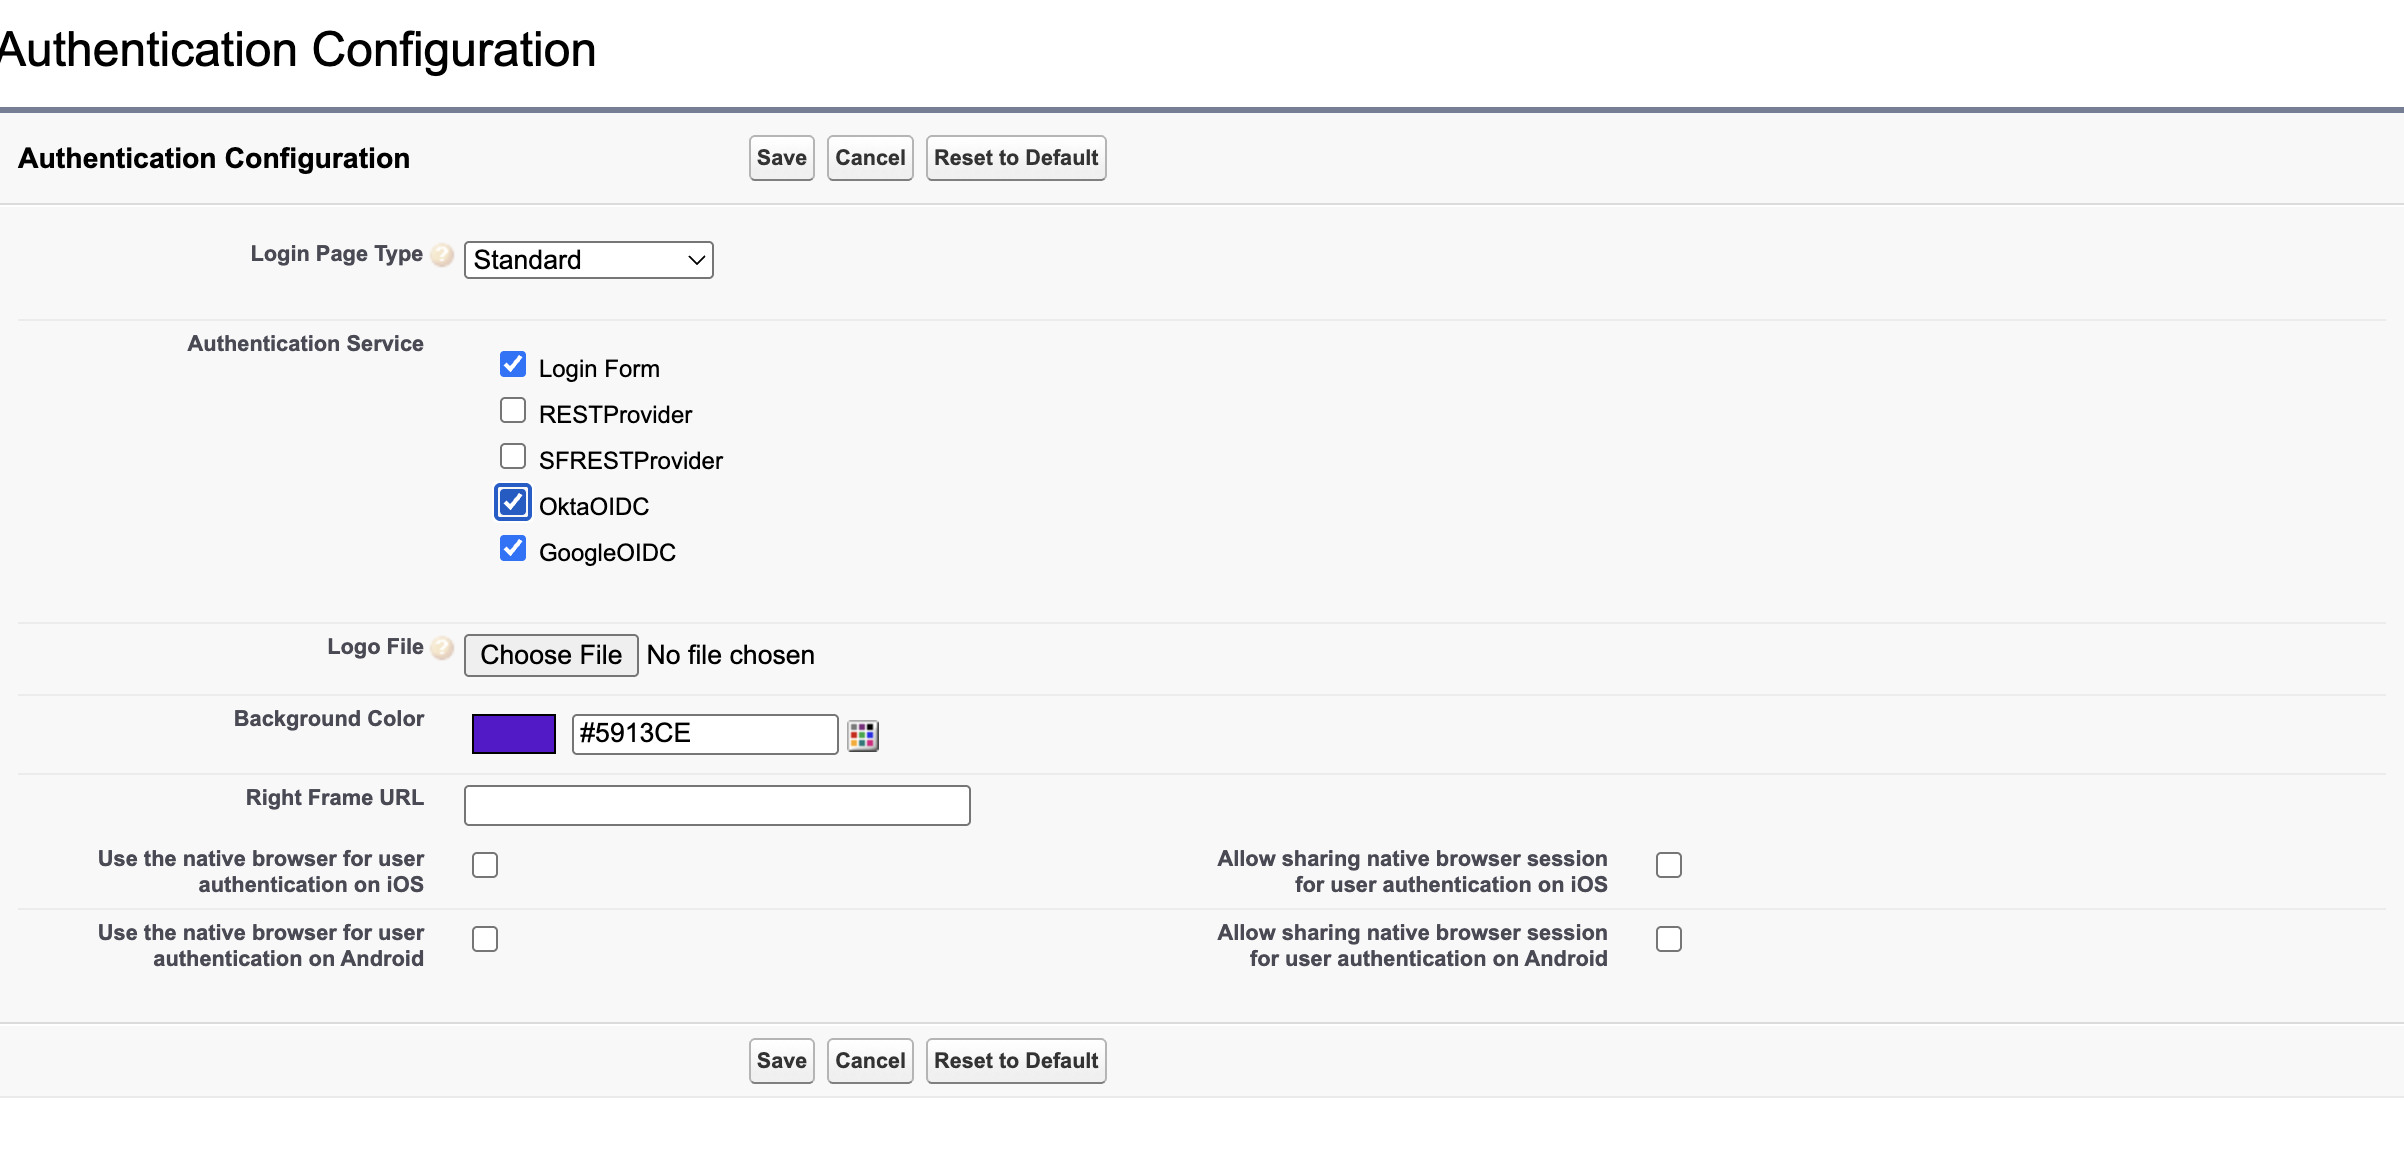 Authentication Configuration
Authentication Configuration
Save Cancel Reset to Default
Login Page Type ? Standard
Authentication Service
Login Form
RESTProvider
SFRESTProvider
OktaOIDC
GoogleOIDC
Logo File ? Choose File No file chosen
Background Color #5913CE
Right Frame URL
Use the native browser for user
authentication on iOS
Allow sharing native browser session
for user authentication on iOS
Use the native browser for user
authentication on Android
Allow sharing native browser session
for user authentication on Android
Save Cancel Reset to Default